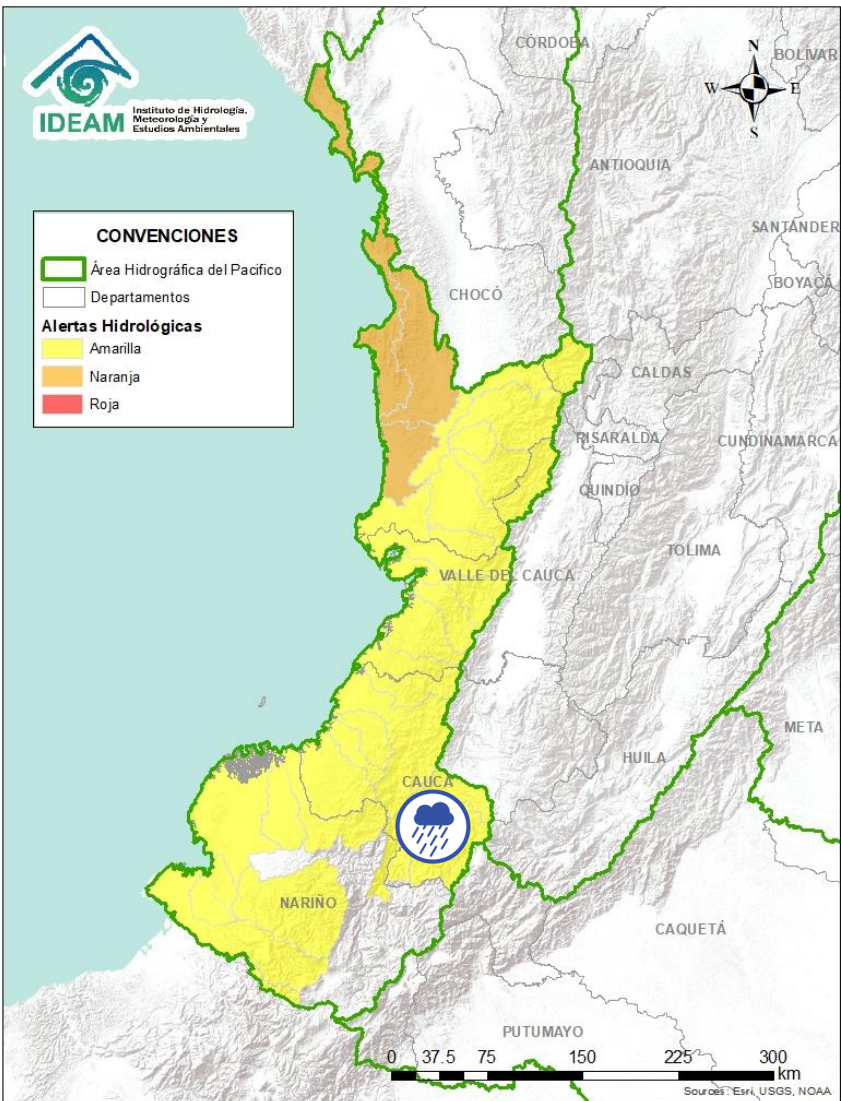 IDEAM
Instituto de Hidrología,
Meteorología y
Estudios Ambientales
CÓRDOBA
BOLIVAR
N
W
E
S
ANTIOQUIA
SANTANDER
CONVENCIONES
Área Hidrográfica del Pacifico
Departamentos
Alertas Hidrológicas
Amarilla
Naranja
Roja
BOYACÁ
CHOCÓ
CALDAS
RISARALDA
CUNDINAMARCA
QUINDÍO
TOLIMA
VALLE DEL CAUCA
META
HUILA
CAUCA
NARIÑO
CAQUETÁ
PUTUMAYO
0 37.5 75 150 225 300
km
Sources: Esri, USGS, NOAA